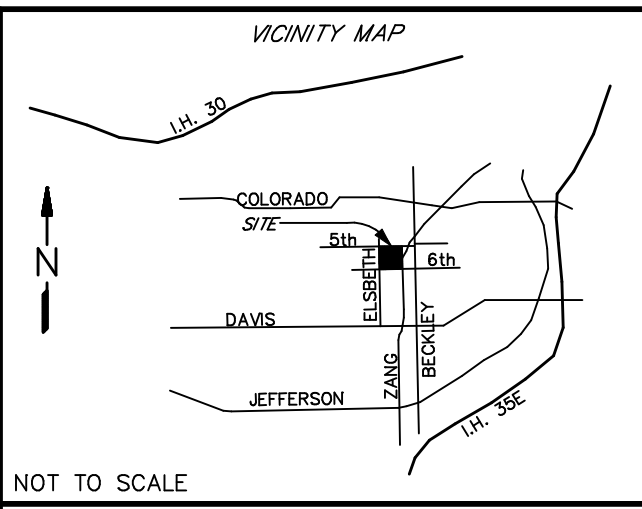 VICINITY MAP
I.H. 30
COLORADO
SITE
5th
N
6th
ELSBETH
DAVIS
BECKLEY
ZANG
JEFFERSON
I.H. 35E
NOT TO SCALE